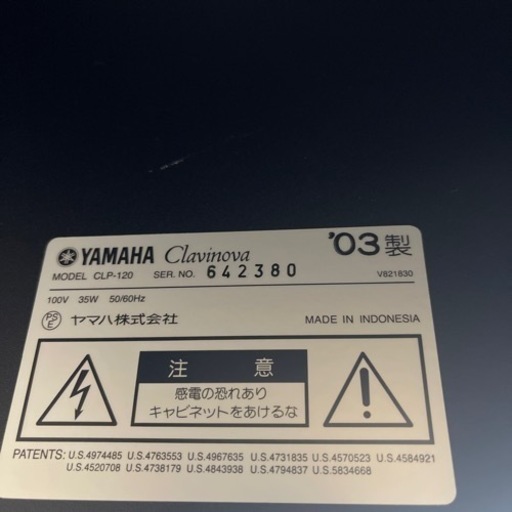 YAMAHA Clavinova '03製
MODEL CLP-120 SER. NO. 642380 V821830
100V 35W 50/60Hz
PSE ヤマハ株式会社 MADE IN INDONESIA
注意
感電の恐れあり
キャビネットをあけるな
PATENTS: U.S.4974485 U.S.4763553 U.S.4967635 U.S.4731835 U.S.4570523 U.S.4584921
U.S.4520708 U.S.4738179 U.S.4843938 U.S.4794837 U.S.5834668